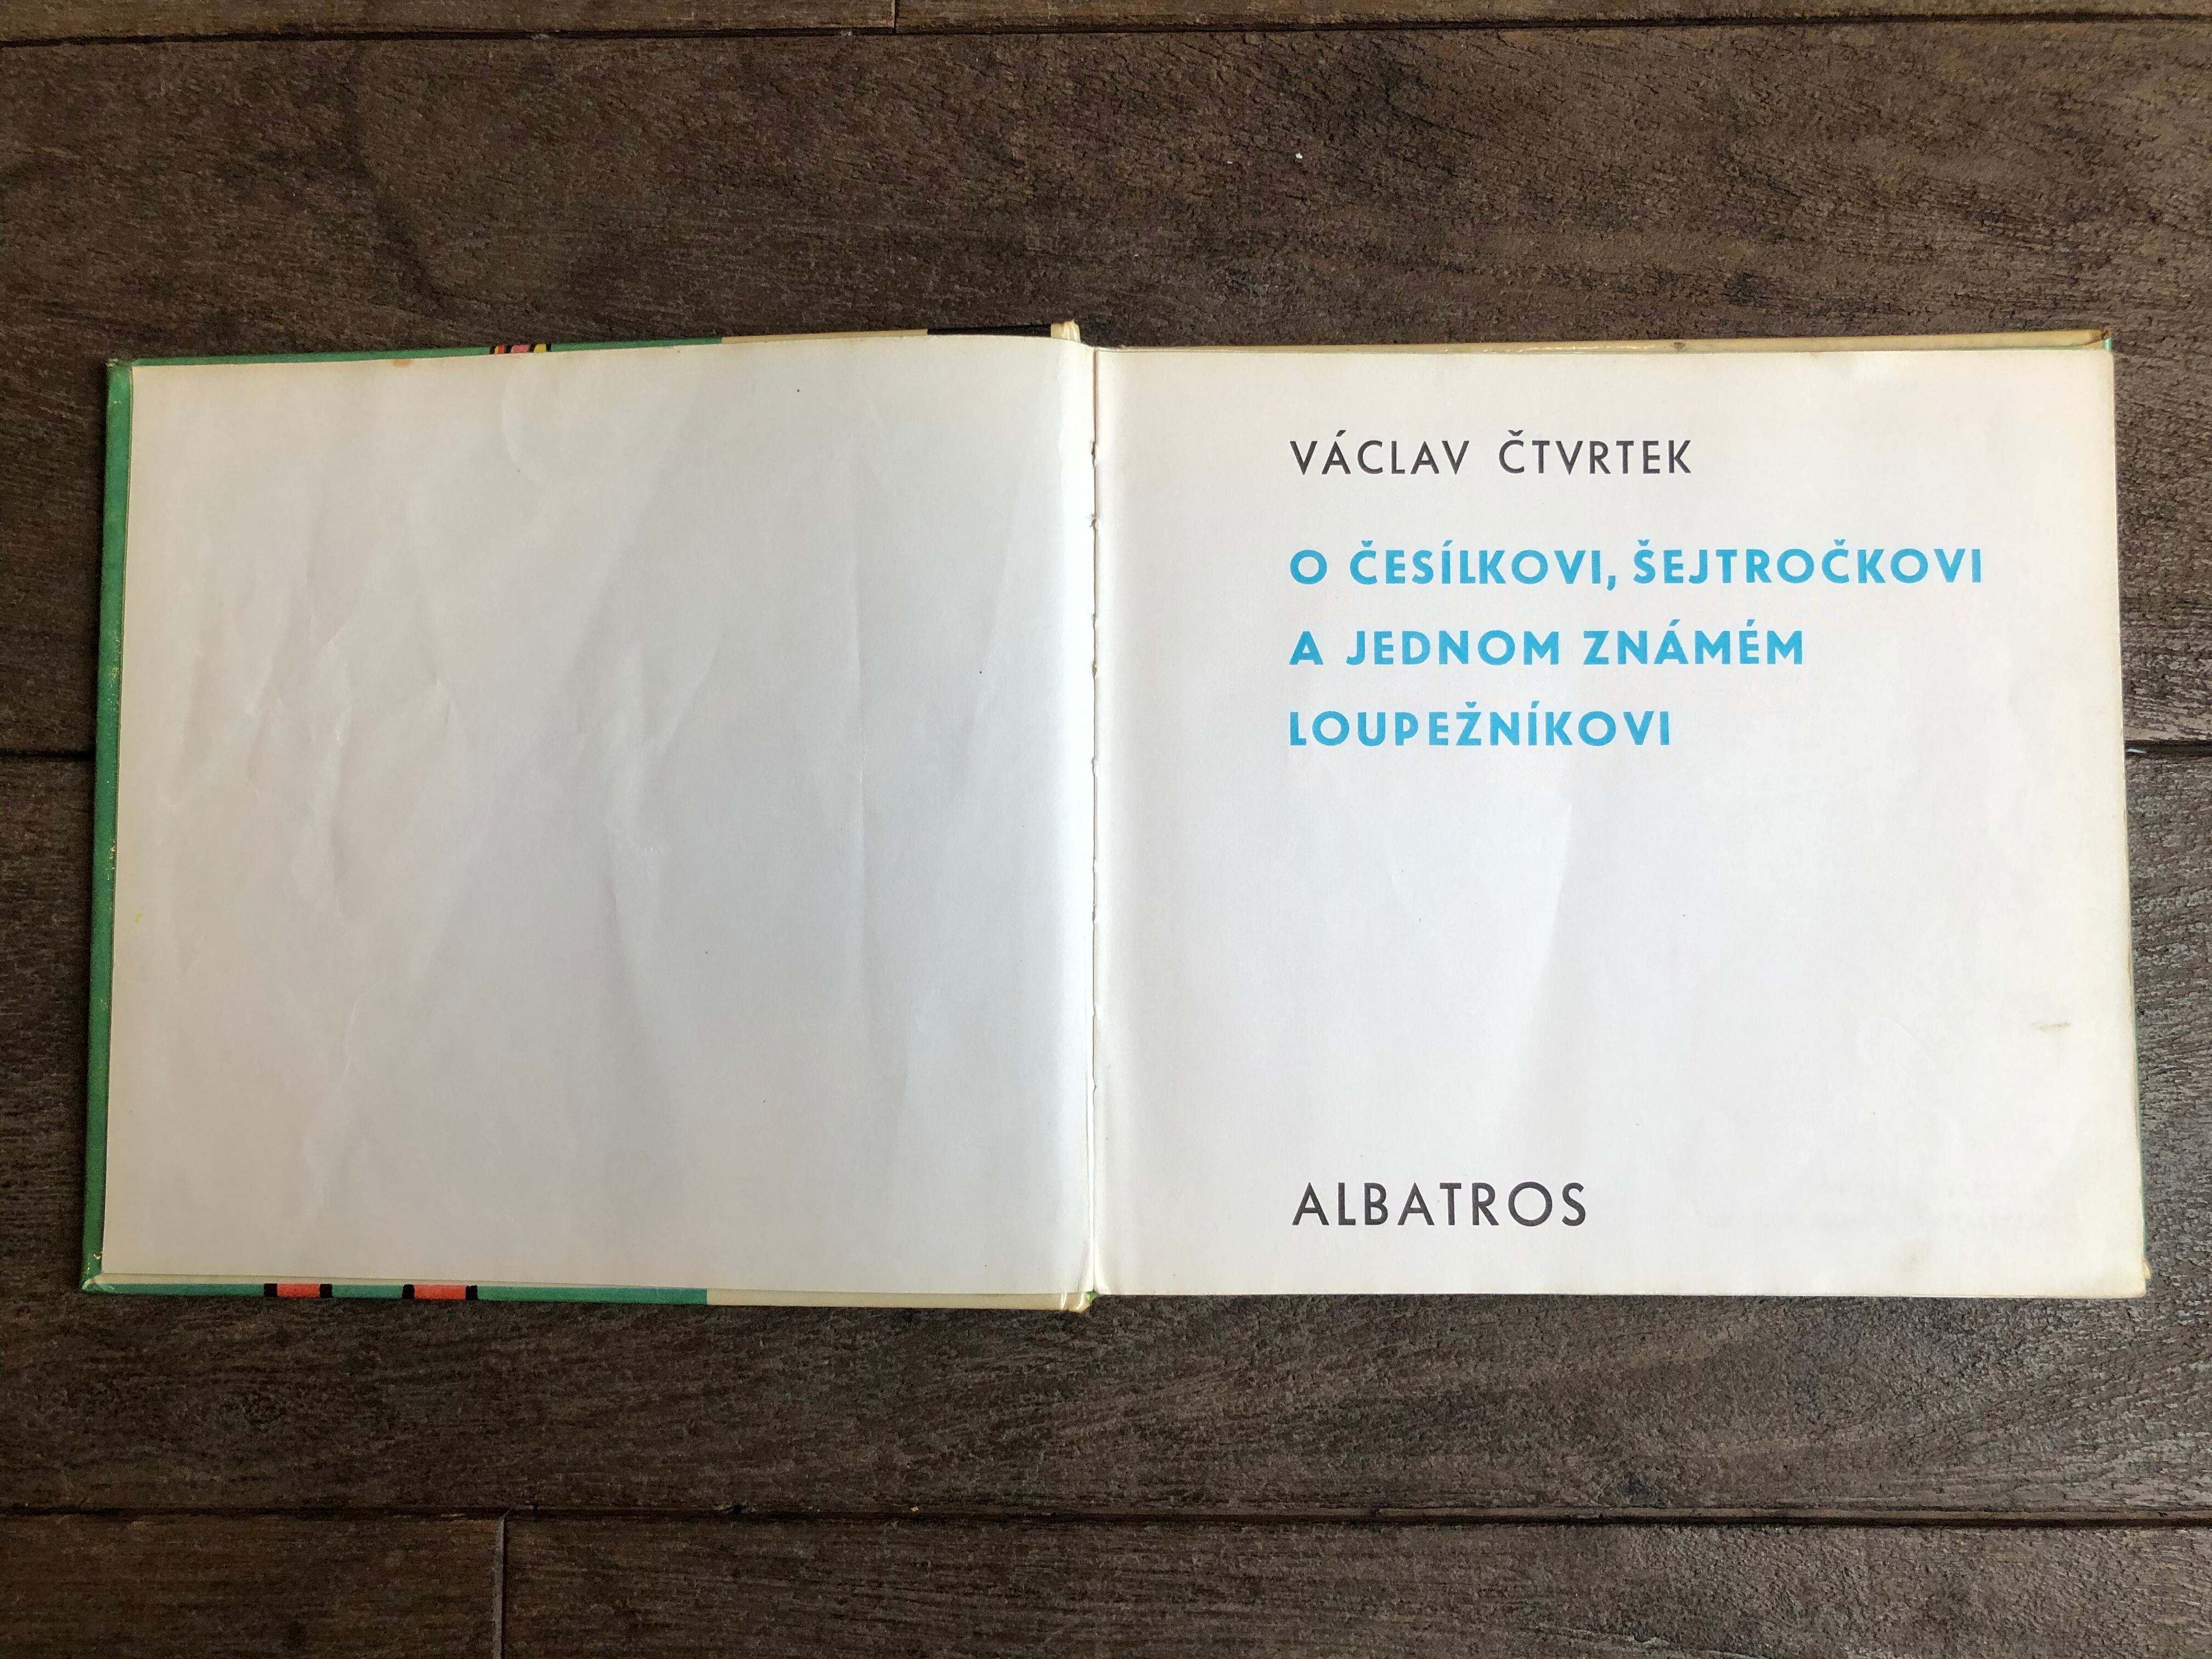 VÁCLAV ČTVRTEK
O ČESÍLKOVI, ŠEJTROČKOVI
A JEDNOM ZNÁMÉM
LOUPEŽNÍKOVI
ALBATROS